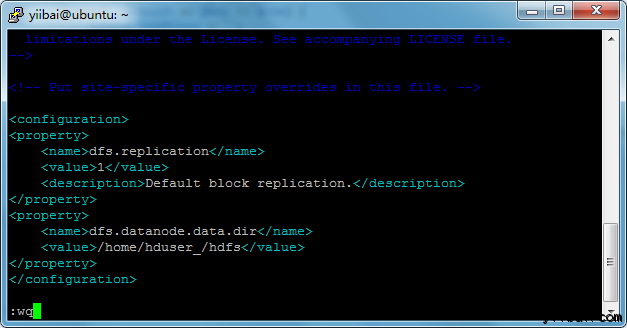 yiibai@ubuntu: ~
limitations under the License. See accompanying LICENSE file.
-->
<!-- Put site-specific property overrides in this file. -->
<configuration>
<property>
<name>dfs.replication</name>
<value>1</value>
<description>Default block replication.</description>
</property>
<property>
<name>dfs.datanode.data.dir</name>
<value>/home/hduser_/hdfs</value>
</property>
</configuration>
:wq